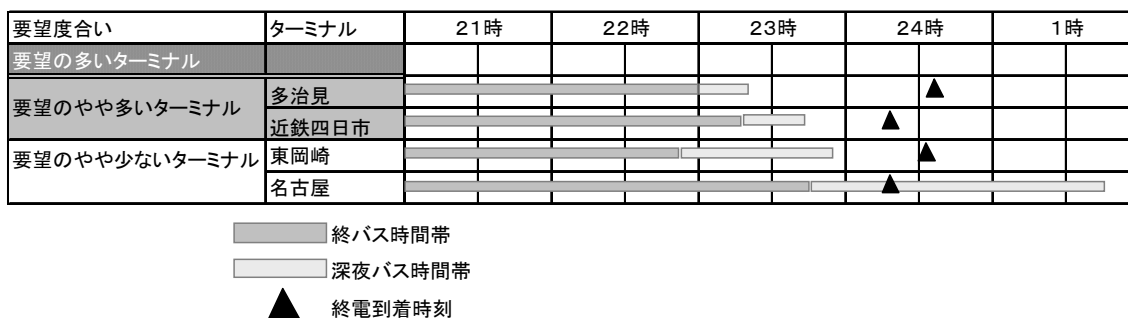 要望度合い ターミナル 21時 22時 23時 24時 1時
要望の多いターミナル
要望のやや多いターミナル 多治見
近鉄四日市
要望のやや少ないターミナル 東岡崎
名古屋
終バス時間帯
深夜バス時間帯
終電到着時刻